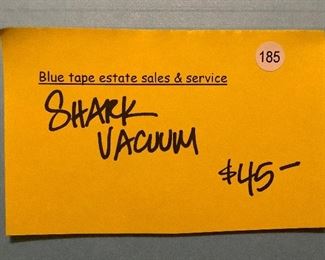 185
Blue tape estate sales & service
SHARK
VACUUM
$45-